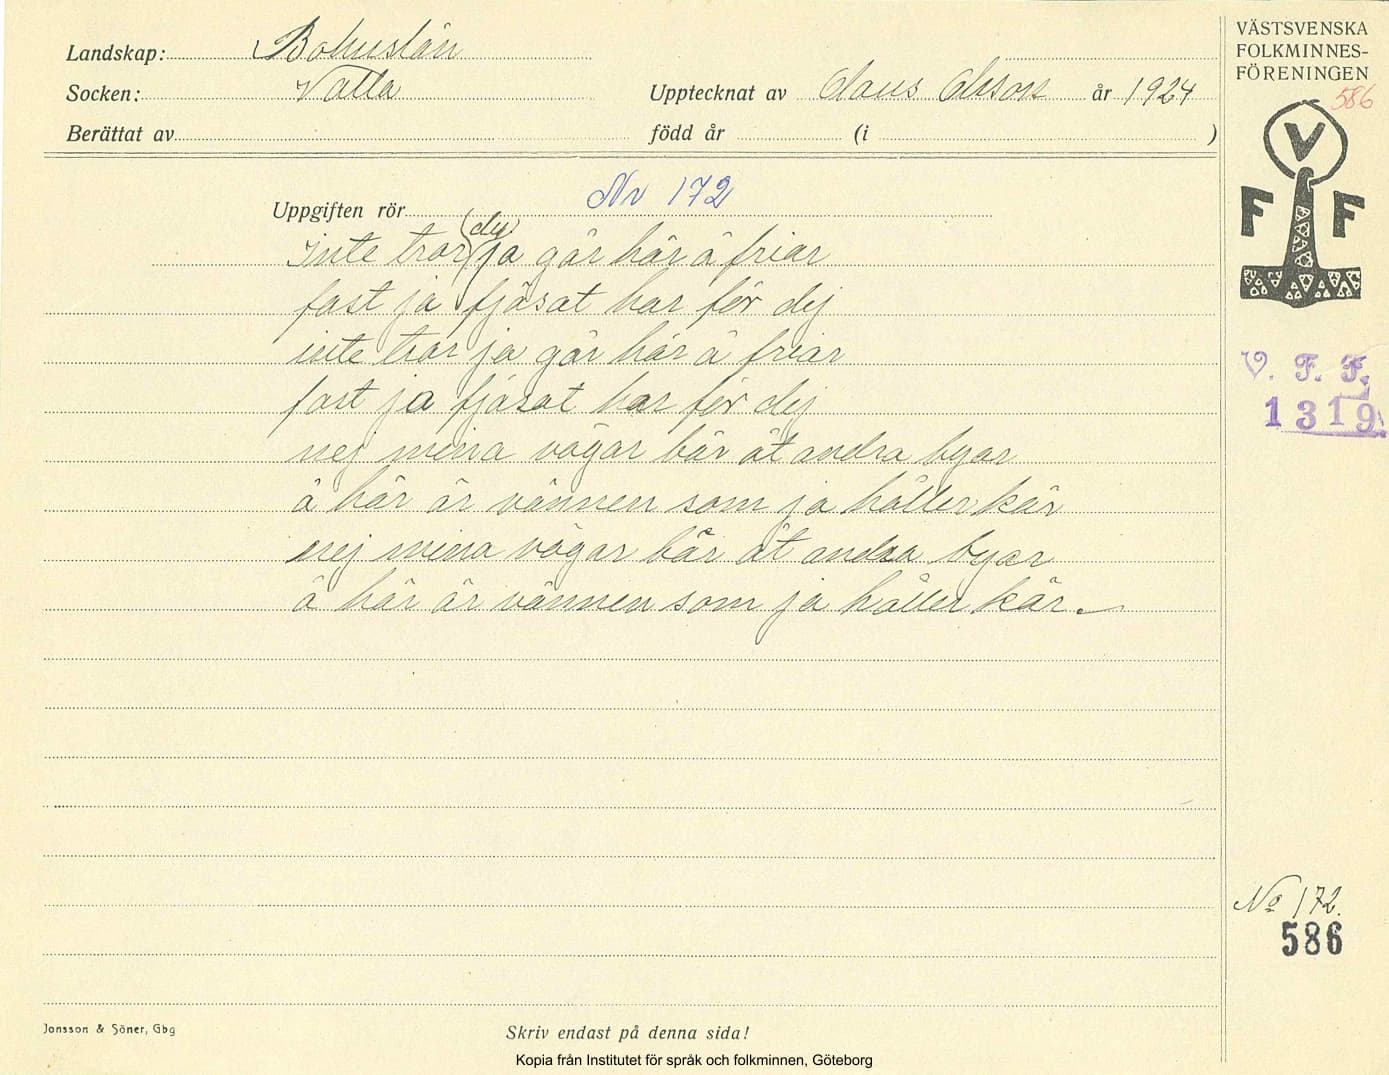 Landskap: Bohuslän
Socken: Valla
Upptecknat av Claus Olsson år 1924
Berättat av född år (i )
VÄSTSVENSKA
FOLKMINNES-
FÖRENINGEN
586
V
F F
Uppgiften rör Nr 172
Inte tror (du) ja går här å friar
fast ja fjäsat har för dej
inte tror ja går här å friar
fast ja fjäsat har för dej
nej mina vägar bär åt andra byar
å här är vännen som ja håller kär
nej mina vägar bär åt andra byar
å här är vännen som ja håller kär.
V. F. F.
1319
No 172.
586
Jonsson & Söner, Gbg
Skriv endast på denna sida!
Kopia från Institutet för språk och folkminnen, Göteborg